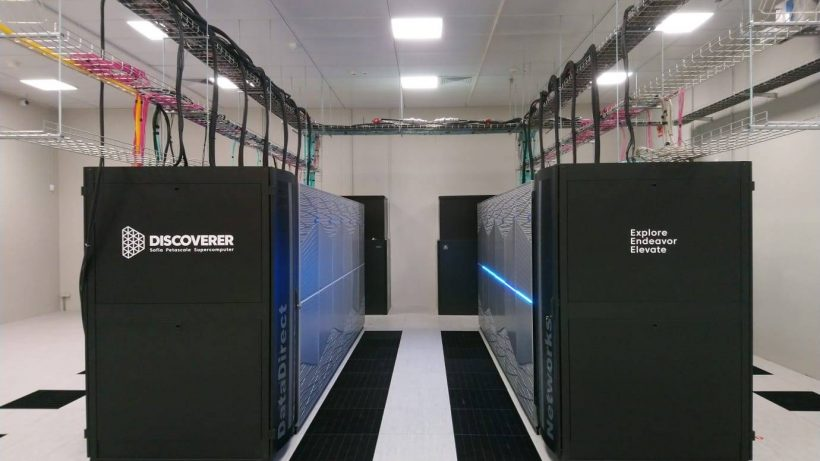 DISCOVERER
Sofia Petascale Supercomputer
DataDirect
Networks
Explore
Endeavor
Elevate